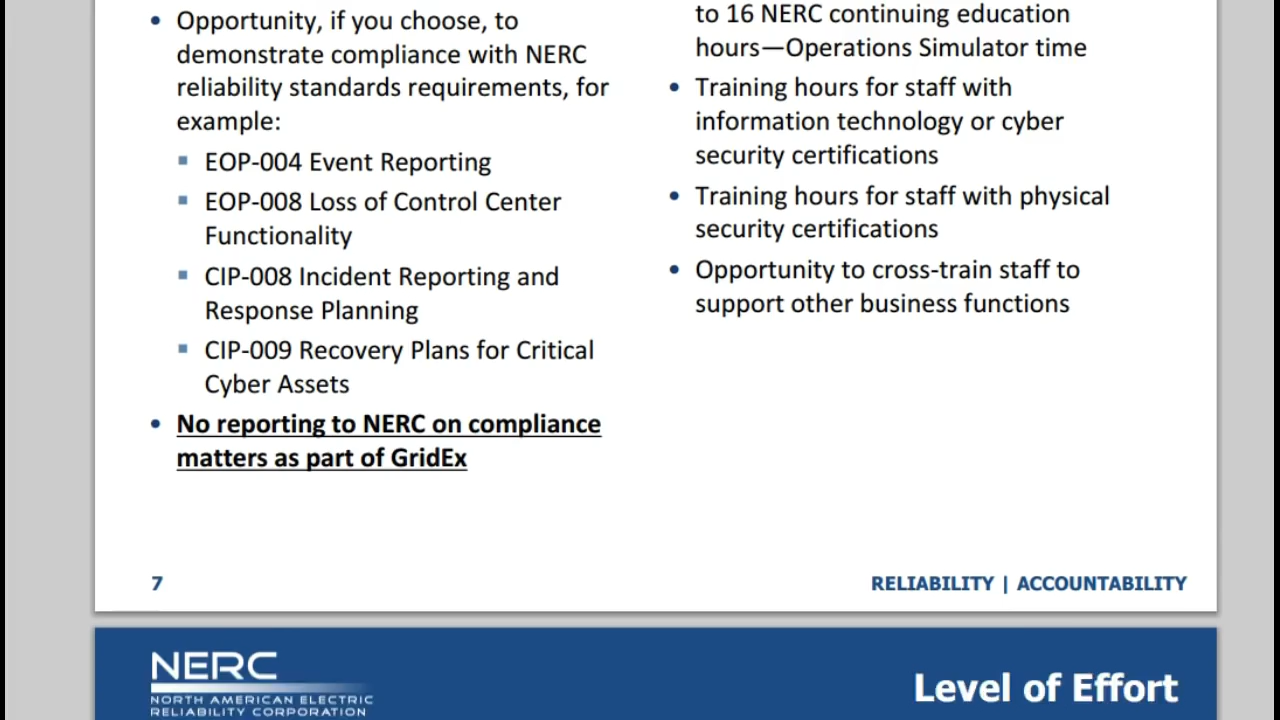 Opportunity, if you choose, to
demonstrate compliance with NERC
reliability standards requirements, for
example:
EOP-004 Event Reporting
EOP-008 Loss of Control Center
Functionality
CIP-008 Incident Reporting and
Response Planning
CIP-009 Recovery Plans for Critical
Cyber Assets
No reporting to NERC on compliance
matters as part of GridEx
to 16 NERC continuing education
hours—Operations Simulator time
Training hours for staff with
information technology or cyber
security certifications
Training hours for staff with physical
security certifications
Opportunity to cross-train staff to
support other business functions
7
RELIABILITY | ACCOUNTABILITY
NERC
NORTH AMERICAN ELECTRIC
RELIABILITY CORPORATION
Level of Effort